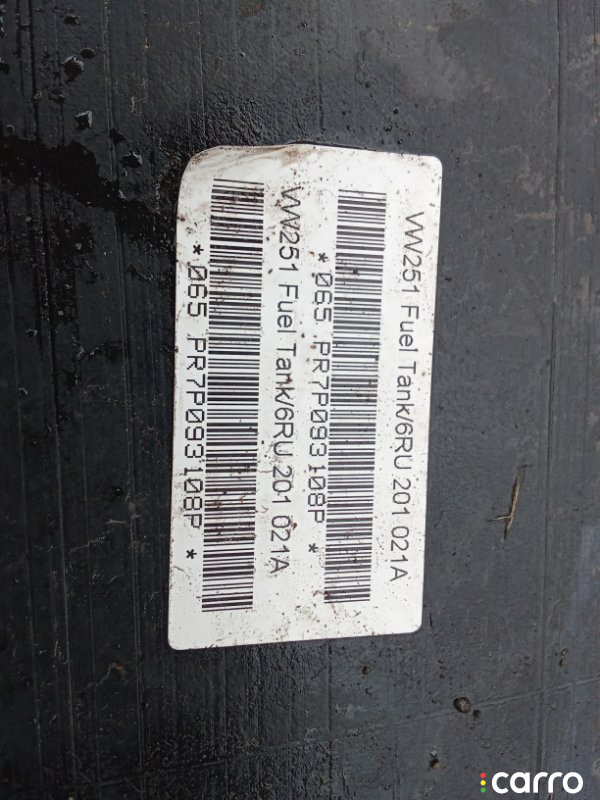 VW251 Fuel Tank/6RU 201 021A
*065 PR7P093108P *
VW251 Fuel Tank/6RU 201 021A
*065 PR7P093108P *
carro